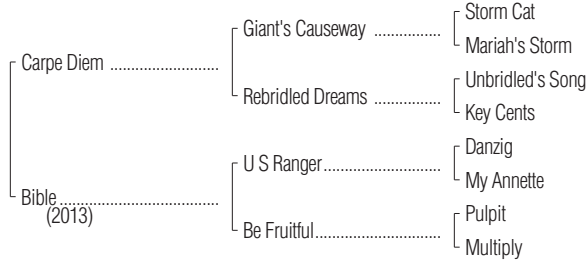 Storm Cat
Giant's Causeway ................
Mariah's Storm
Carpe Diem ..........................
Unbridled's Song
Rebridled Dreams ................
Key Cents
Danzig
U S Ranger............................
My Annette
Bible.......................................
(2013)
Pulpit
Be Fruitful..............................
Multiply